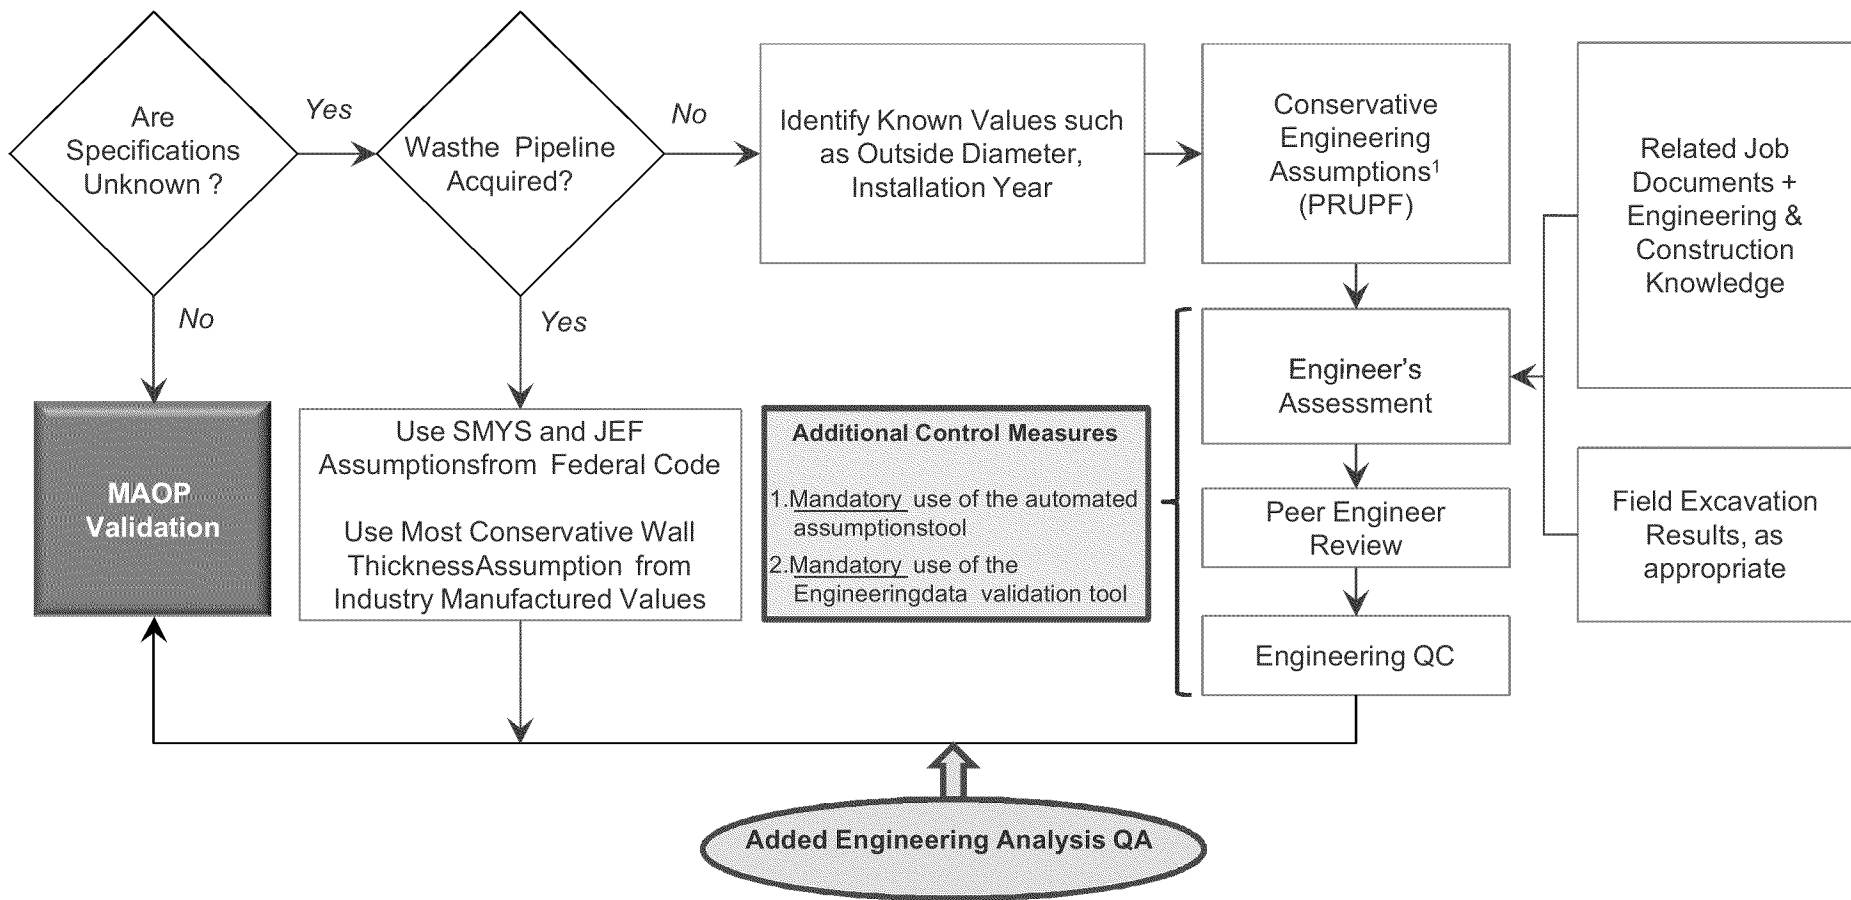 Are
Specifications
Unknown ?
Yes
No
Wasthe Pipeline
Acquired?
No
Yes
Identify Known Values such
as Outside Diameter,
Installation Year
Conservative
Engineering
Assumptions¹
(PRUPF)
Related Job
Documents +
Engineering &
Construction
Knowledge
MAOP
Validation
Use SMYS and JEF
Assumptionsfrom Federal Code
Use Most Conservative Wall
ThicknessAssumption from
Industry Manufactured Values
Additional Control Measures
1.Mandatory use of the automated
assumptionstool
2.Mandatory use of the
Engineeringdata validation tool
Engineer's
Assessment
Peer Engineer
Review
Engineering QC
Field Excavation
Results, as
appropriate
Added Engineering Analysis QA